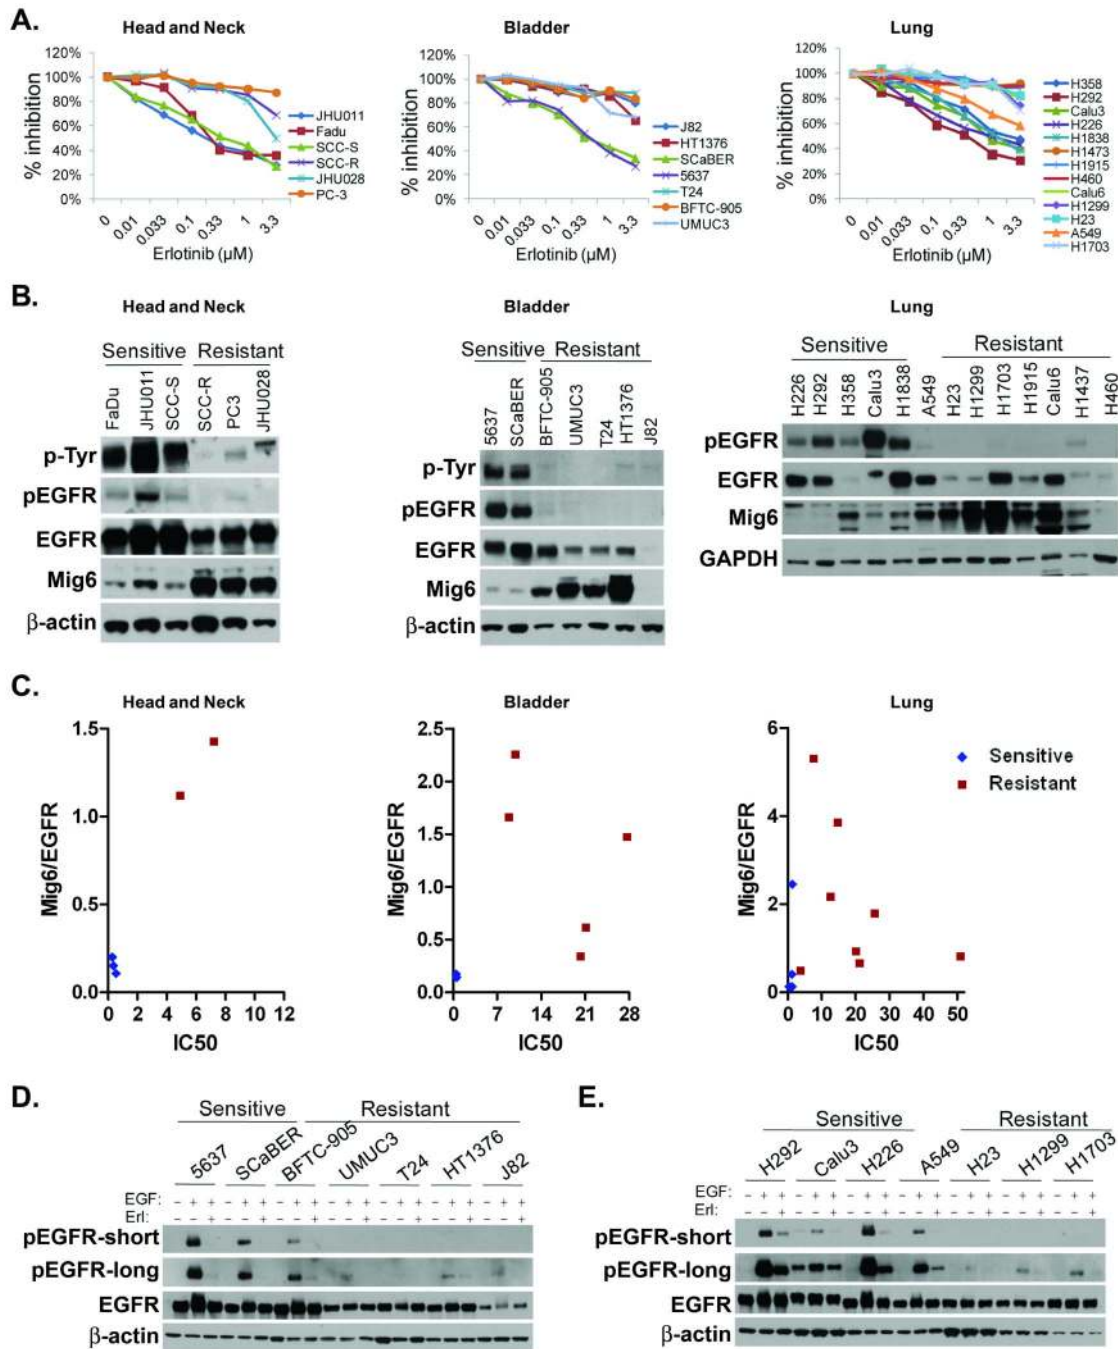 A.
Head and Neck
% inhibition
120%
100%
80%
60%
40%
20%
0%
0 0.01 0.033 0.1 0.33 1 3.3
Erlotinib (µM)
JHU011
Fadu
SCC-S
SCC-R
JHU028
PC-3
Bladder
% inhibition
120%
100%
80%
60%
40%
20%
0%
0 0.01 0.033 0.1 0.33 1 3.3
Erlotinib (µM)
J82
HT1376
SCaBER
5637
T24
BFTC-905
UMUC3
Lung
% inhibition
120%
100%
80%
60%
40%
20%
0%
0 0.01 0.033 0.1 0.33 1 3.3
Erlotinib (µM)
H358
H292
Calu3
H226
H1838
H1473
H1915
H460
Calu6
H1299
H23
A549
H1703
B.
Head and Neck
Sensitive Resistant
FaDu JHU011 SCC-S SCC-R PC3 JHU028
p-Tyr
pEGFR
EGFR
Mig6
β-actin
Bladder
Sensitive Resistant
5637 SCaBER BFTC-905 UMUC3 T24 HT1376 J82
p-Tyr
pEGFR
EGFR
Mig6
β-actin
Lung
Sensitive Resistant
H226 H292 H358 Calu3 H1838 A549 H23 H1299 H1703 H1915 Calu6 H1437 H460
pEGFR
EGFR
Mig6
GAPDH
C.
Head and Neck
Mig6/EGFR
1.5
1.0
0.5
0.0
0 2 4 6 8 10 12
IC50
Bladder
Mig6/EGFR
2.5
2.0
1.5
1.0
0.5
0.0
0 7 14 21 28
IC50
Lung
Mig6/EGFR
6
4
2
0
0 10 20 30 40 50
IC50
Sensitive
Resistant
D.
Sensitive Resistant
5637 SCaBER BFTC-905 UMUC3 T24 HT1376 J82
EGF: - + + - + + - + + - + + - + + - + + - + +
Erl: - - + - - + - - + - - + - - + - - + - - +
pEGFR-short
pEGFR-long
EGFR
β-actin
E.
Sensitive Resistant
H292 Calu3 H226 A549 H23 H1299 H1703
EGF: - + + - + + - + + - + + - + + - + + - + +
Erl: - - + - - + - - + - - + - - + - - + - - +
pEGFR-short
pEGFR-long
EGFR
β-actin